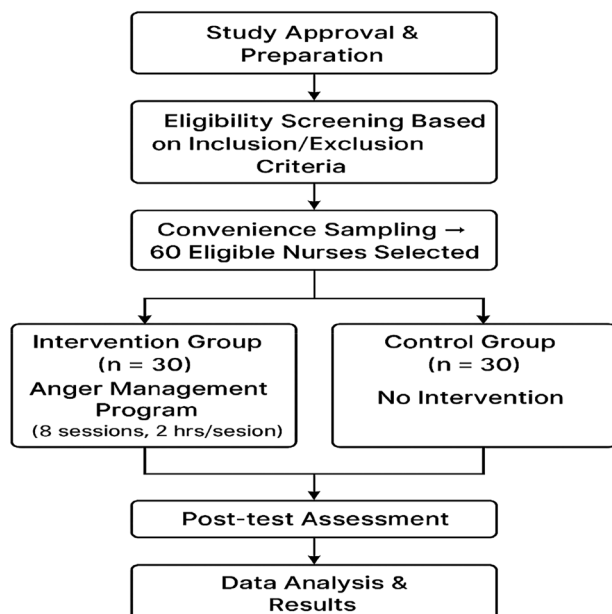 Study Approval &
Preparation
Eligibility Screening Based
on Inclusion/Exclusion
Criteria
Convenience Sampling →
60 Eligible Nurses Selected
Intervention Group
(n = 30)
Anger Management
Program
(8 sessions, 2 hrs/sesion)
Control Group
(n = 30)
No Intervention
Post-test Assessment
Data Analysis &
Results